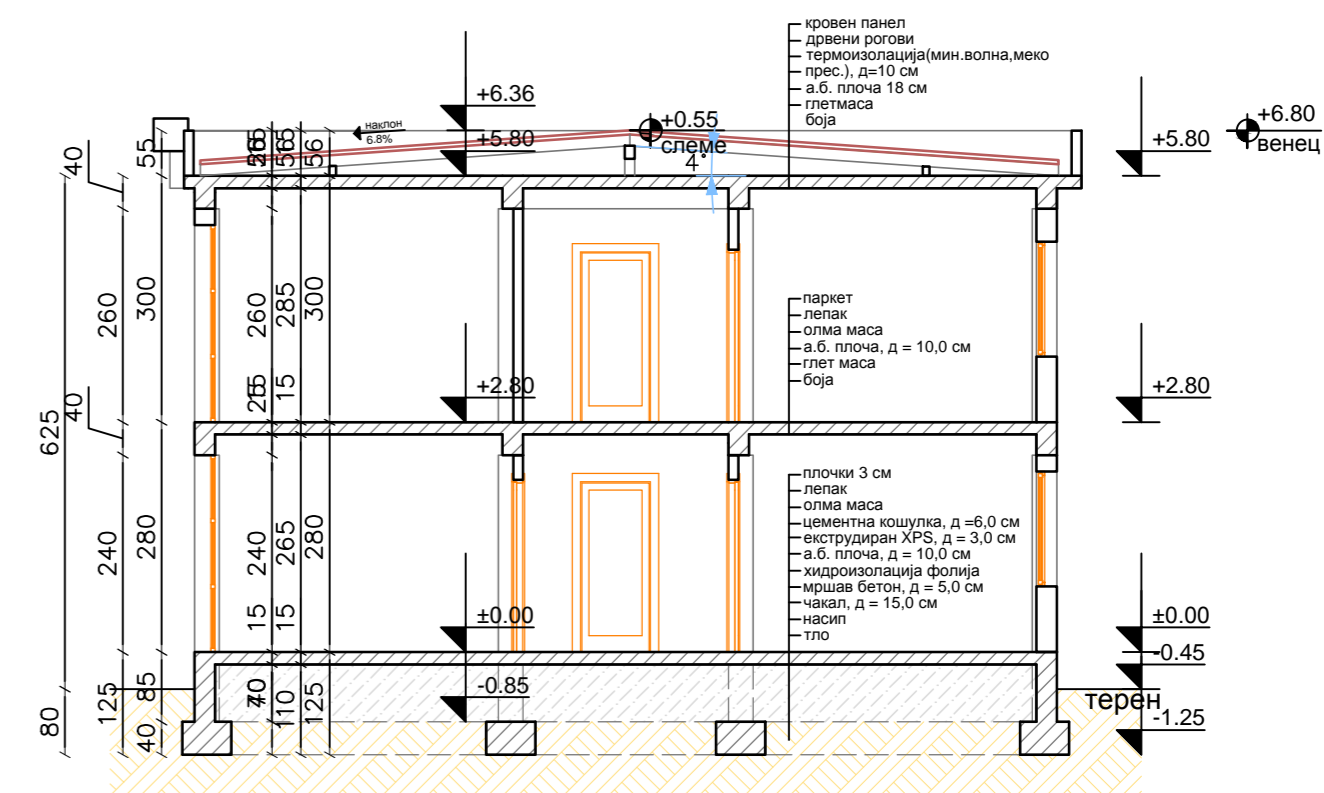 кровен панел
дрвени рогови
термоизолација(мин.волна,меко
прес.), д=10 см
а.б. плоча 18 см
глетмаса
боја
+6.36
+5.80
наклон
6.8%
+0.55
слеме
4°
+5.80
+6.80
венец
паркет
лепак
олма маса
а.б. плоча, д = 10,0 см
глет маса
боја
+2.80
+2.80
плочки 3 см
лепак
олма маса
цементна кошулка, д =6,0 см
екструдиран XPS, д = 3,0 см
а.б. плоча, д = 10,0 см
хидроизолација фолија
мршав бетон, д = 5,0 см
чакал, д = 15,0 см
насип
тло
±0.00
±0.00
-0.45
-0.85
терен
-1.25
625
80
40
260
40
240
125
55
300
280
85
40
260
240
15
56
285
15
265
15
110
56
300
280
125